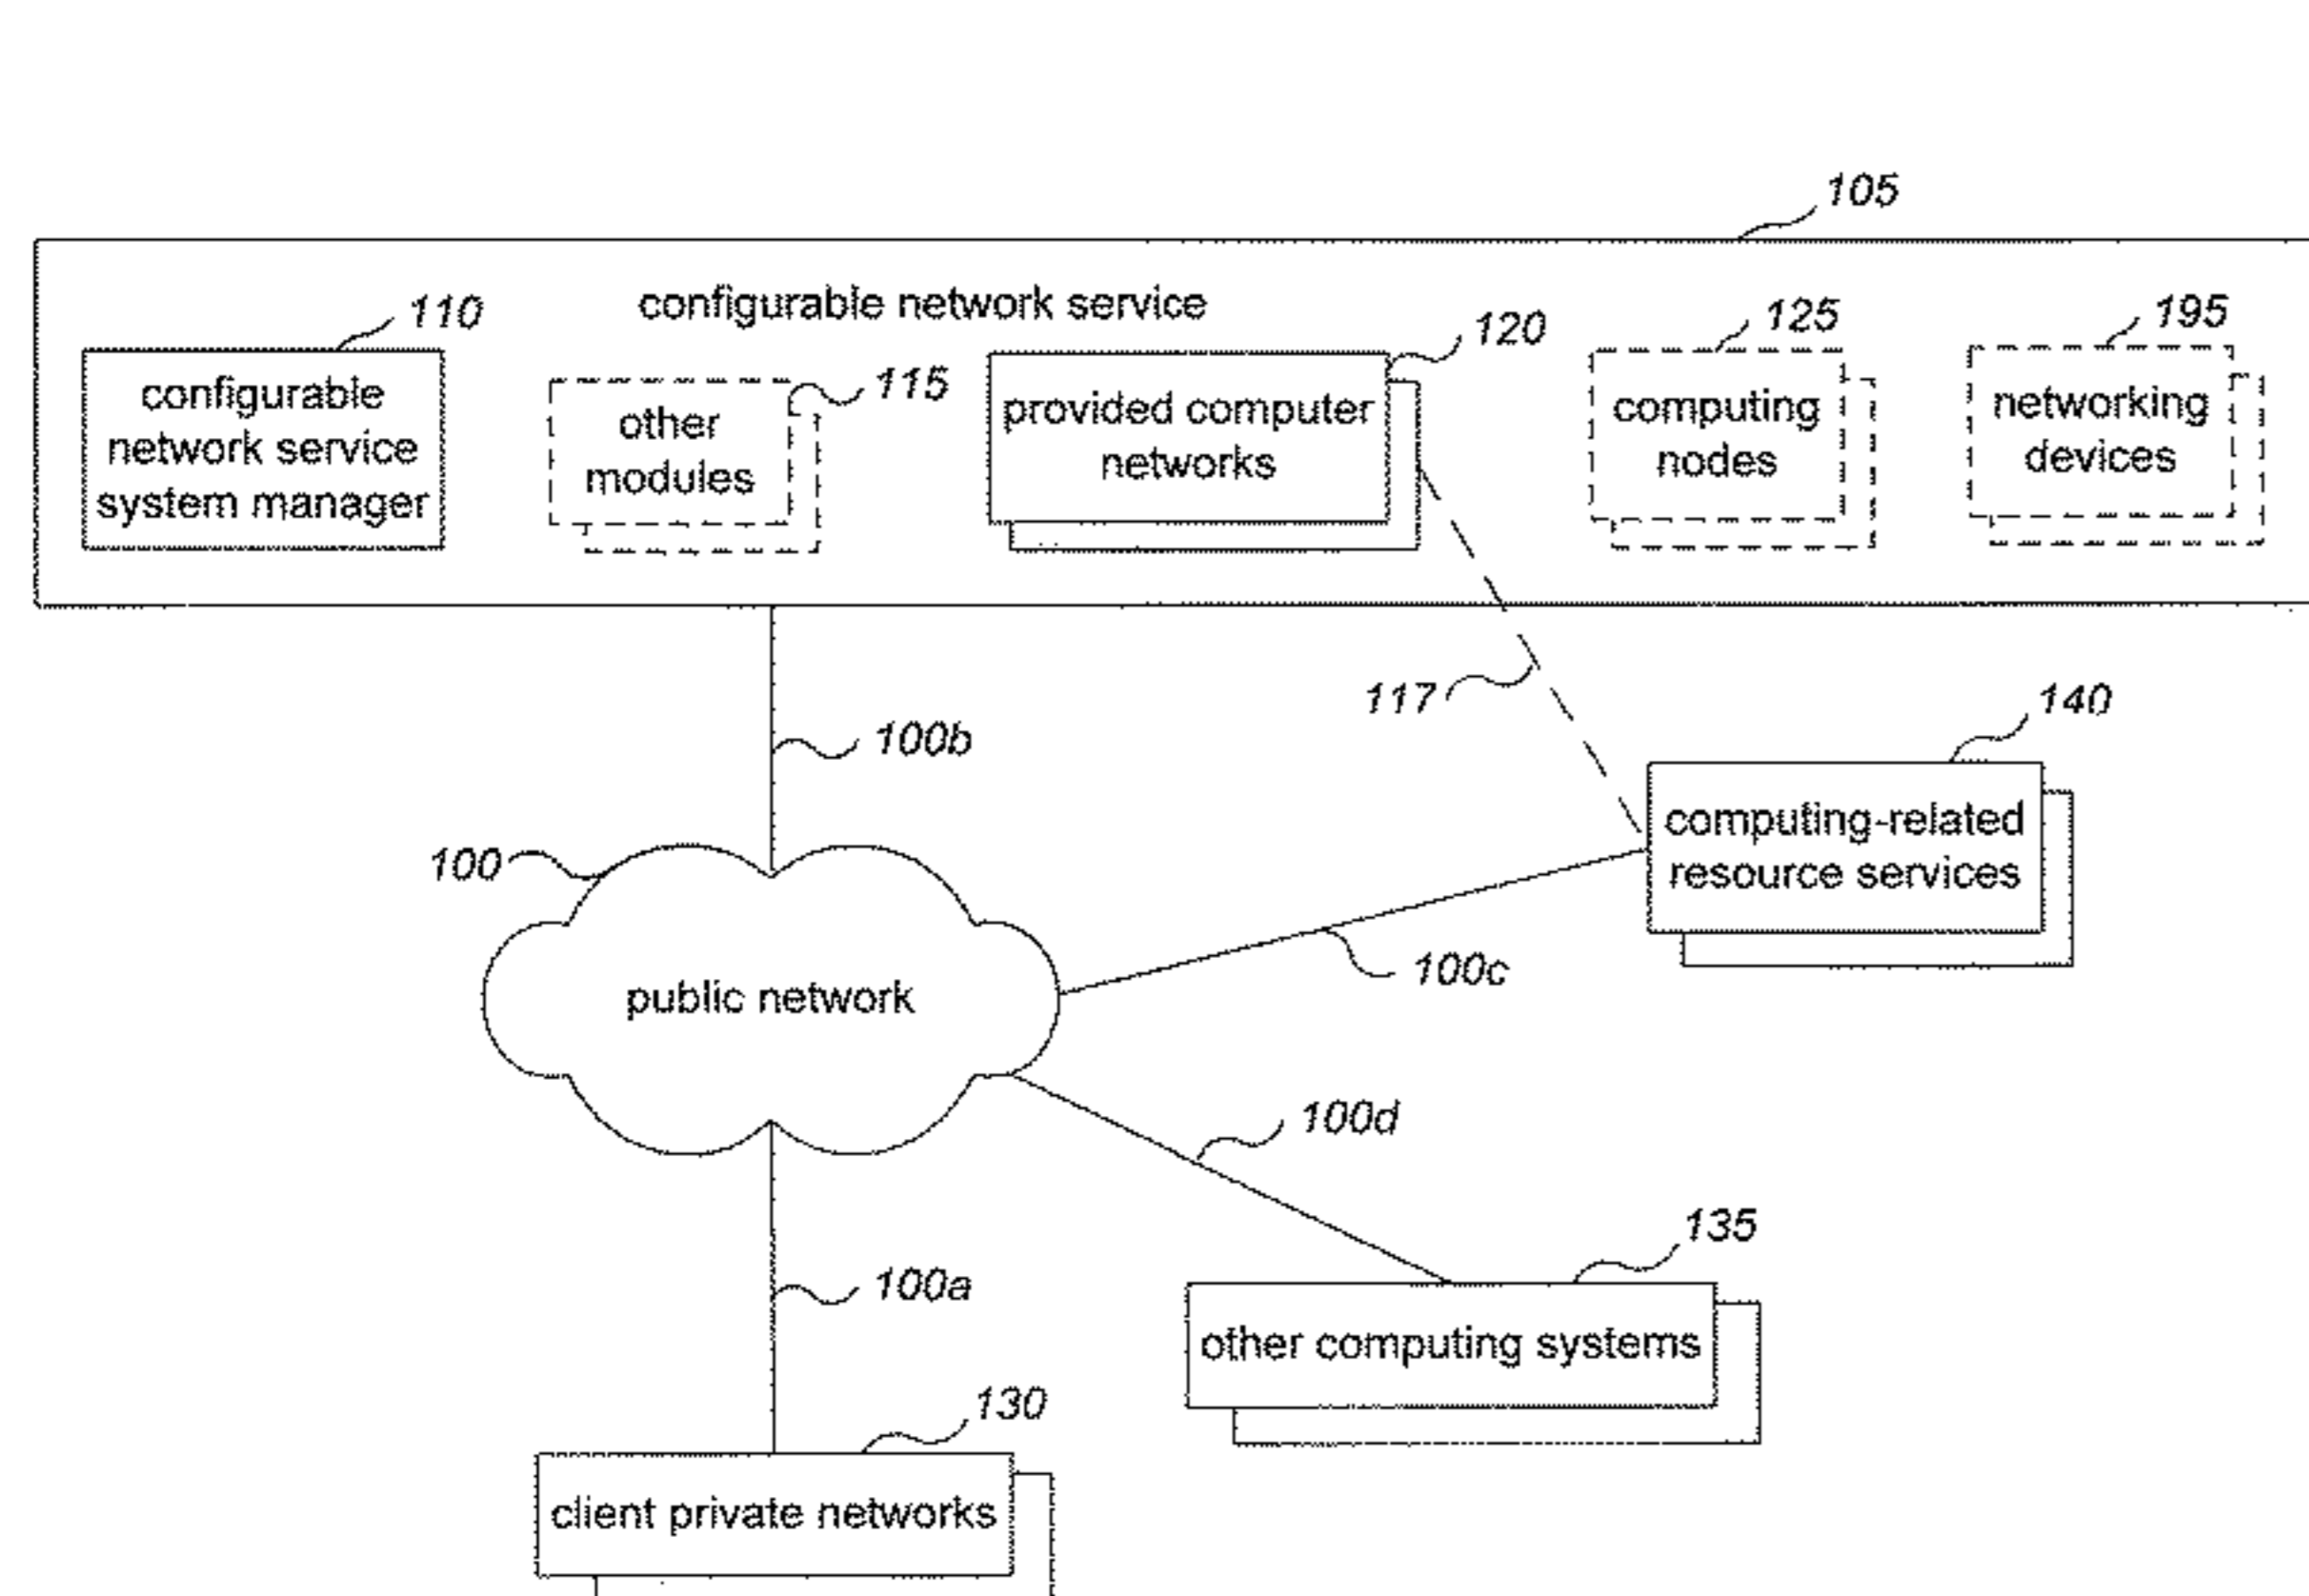 105
configurable network service
110
120
125
195
115
configurable
network service
system manager
other
modules
provided computer
networks
computing
nodes
networking
devices
117
140
100b
computing-related
resource services
100
public network
100c
100d
135
100a
other computing systems
130
client private networks